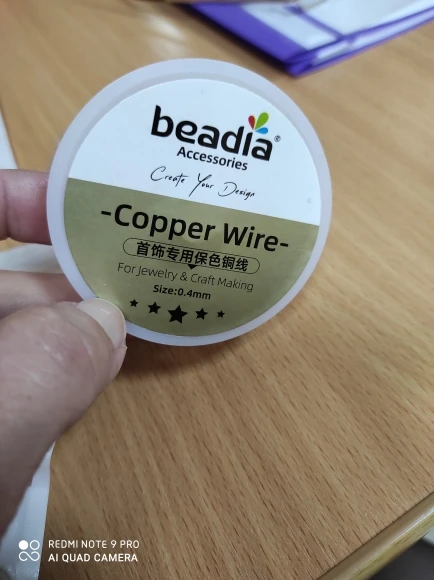 beadia®
Accessories
Create Your Design
-Copper Wire-
首饰专用保色铜线
For Jewelry & Craft Making
Size:0.4mm
REDMI NOTE 9 PRO
AI QUAD CAMERA